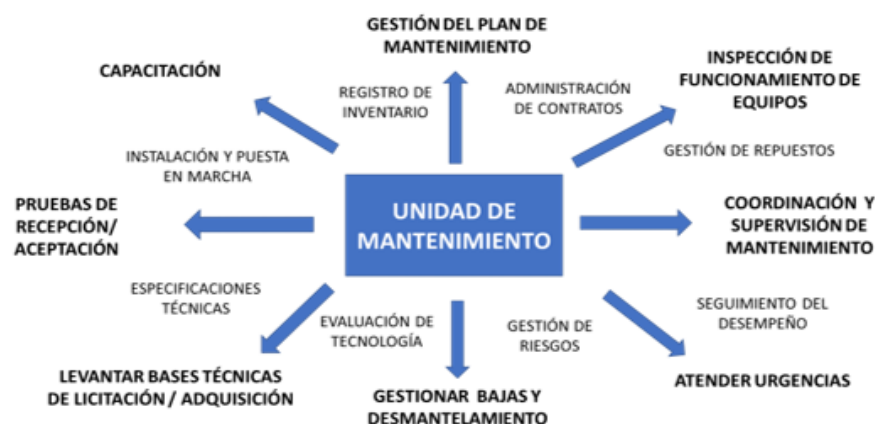 GESTIÓN DEL PLAN DE
MANTENIMIENTO
CAPACITACIÓN
INSPECCIÓN DE
FUNCIONAMIENTO DE
EQUIPOS
REGISTRO DE
INVENTARIO
ADMINISTRACIÓN
DE CONTRATOS
INSTALACIÓN Y PUESTA
EN MARCHA
GESTIÓN DE REPUESTOS
PRUEBAS DE
RECEPCIÓN/
ACEPTACIÓN
UNIDAD DE
MANTENIMIENTO
COORDINACIÓN Y
SUPERVISIÓN DE
MANTENIMIENTO
ESPECIFICACIONES
TÉCNICAS
EVALUACIÓN DE
TECNOLOGÍA
GESTIÓN DE
RIESGOS
SEGUIMIENTO DEL
DESEMPEÑO
LEVANTAR BASES TÉCNICAS
DE LICITACIÓN / ADQUISICIÓN
GESTIONAR BAJAS Y
DESMANTELAMIENTO
ATENDER URGENCIAS